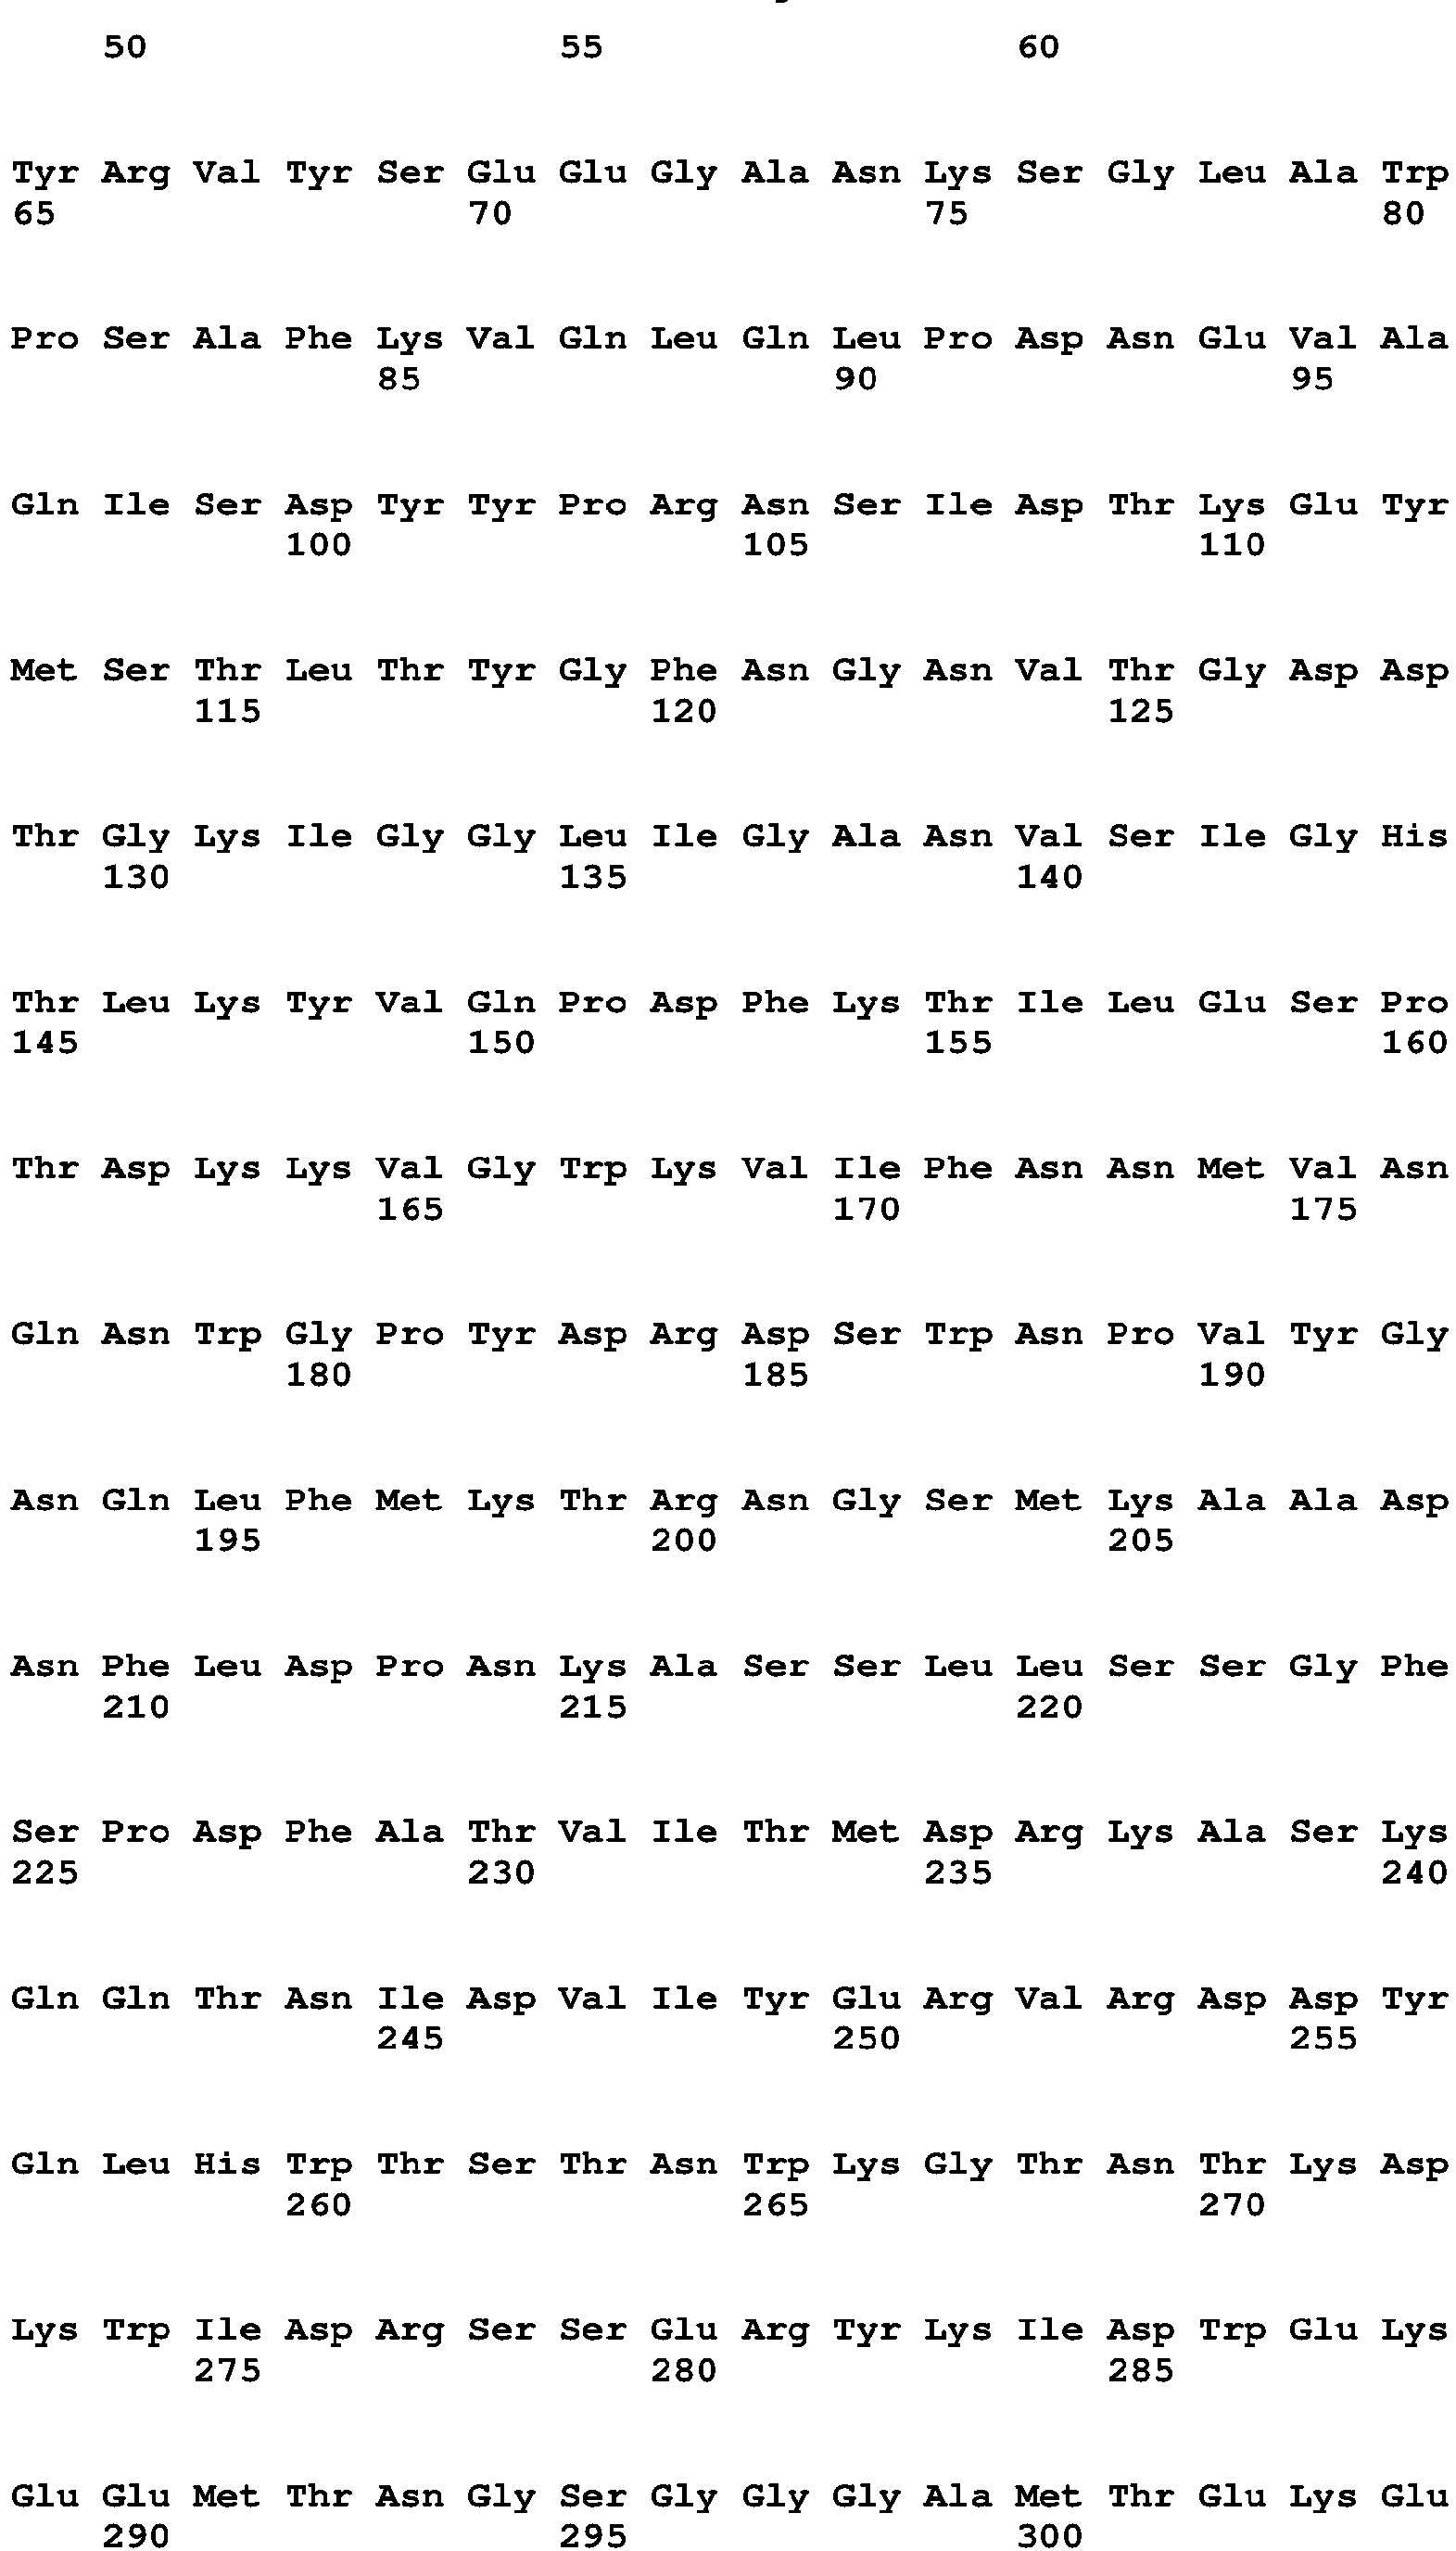 50 55 60
Tyr Arg Val Tyr Ser Glu Glu Gly Ala Asn Lys Ser Gly Leu Ala Trp
65 70 75 80
Pro Ser Ala Phe Lys Val Gln Leu Gln Leu Pro Asp Asn Glu Val Ala
85 90 95
Gln Ile Ser Asp Tyr Tyr Pro Arg Asn Ser Ile Asp Thr Lys Glu Tyr
100 105 110
Met Ser Thr Leu Thr Tyr Gly Phe Asn Gly Asn Val Thr Gly Asp Asp
115 120 125
Thr Gly Lys Ile Gly Gly Leu Ile Gly Ala Asn Val Ser Ile Gly His
130 135 140
Thr Leu Lys Tyr Val Gln Pro Asp Phe Lys Thr Ile Leu Glu Ser Pro
145 150 155 160
Thr Asp Lys Lys Val Gly Trp Lys Val Ile Phe Asn Asn Met Val Asn
165 170 175
Gln Asn Trp Gly Pro Tyr Asp Arg Asp Ser Trp Asn Pro Val Tyr Gly
180 185 190
Asn Gln Leu Phe Met Lys Thr Arg Asn Gly Ser Met Lys Ala Ala Asp
195 200 205
Asn Phe Leu Asp Pro Asn Lys Ala Ser Ser Leu Leu Ser Ser Gly Phe
210 215 220
Ser Pro Asp Phe Ala Thr Val Ile Thr Met Asp Arg Lys Ala Ser Lys
225 230 235 240
Gln Gln Thr Asn Ile Asp Val Ile Tyr Glu Arg Val Arg Asp Asp Tyr
245 250 255
Gln Leu His Trp Thr Ser Thr Asn Trp Lys Gly Thr Asn Thr Lys Asp
260 265 270
Lys Trp Ile Asp Arg Ser Ser Glu Arg Tyr Lys Ile Asp Trp Glu Lys
275 280 285
Glu Glu Met Thr Asn Gly Ser Gly Gly Gly Ala Met Thr Glu Lys Glu
290 295 300